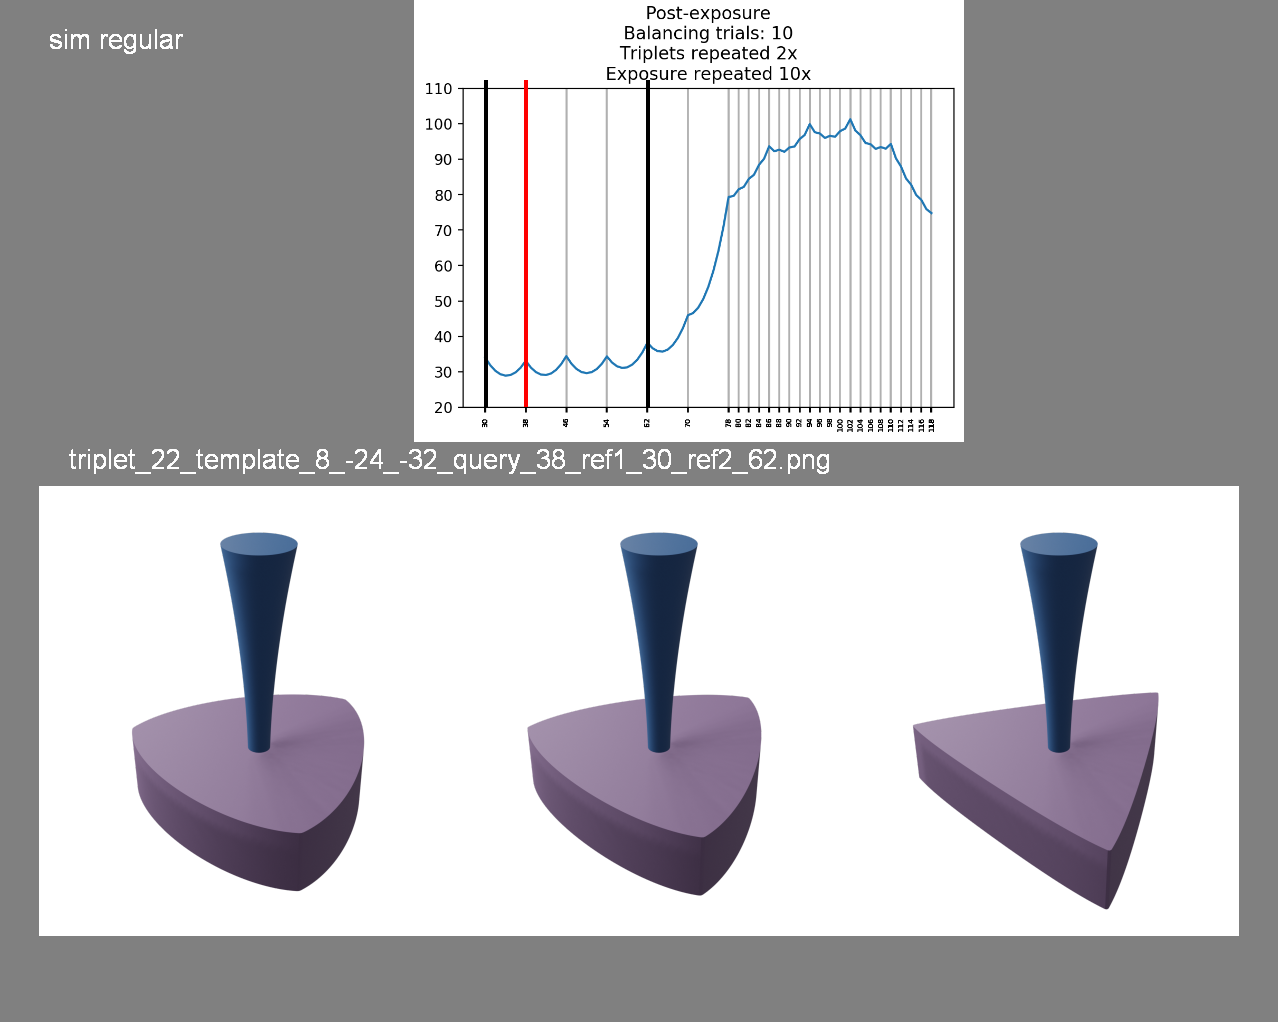 sim regular
Post-exposure
Balancing trials: 10
Triplets repeated 2x
Exposure repeated 10x
110
100
90
80
70
60
50
40
30
20
30 38 46 54 62 70 78 80 82 84 86 88 90 92 94 96 98 100 102 104 106 108 110 112 114 116 118
triplet_22_template_8_-24_-32_query_38_ref1_30_ref2_62.png